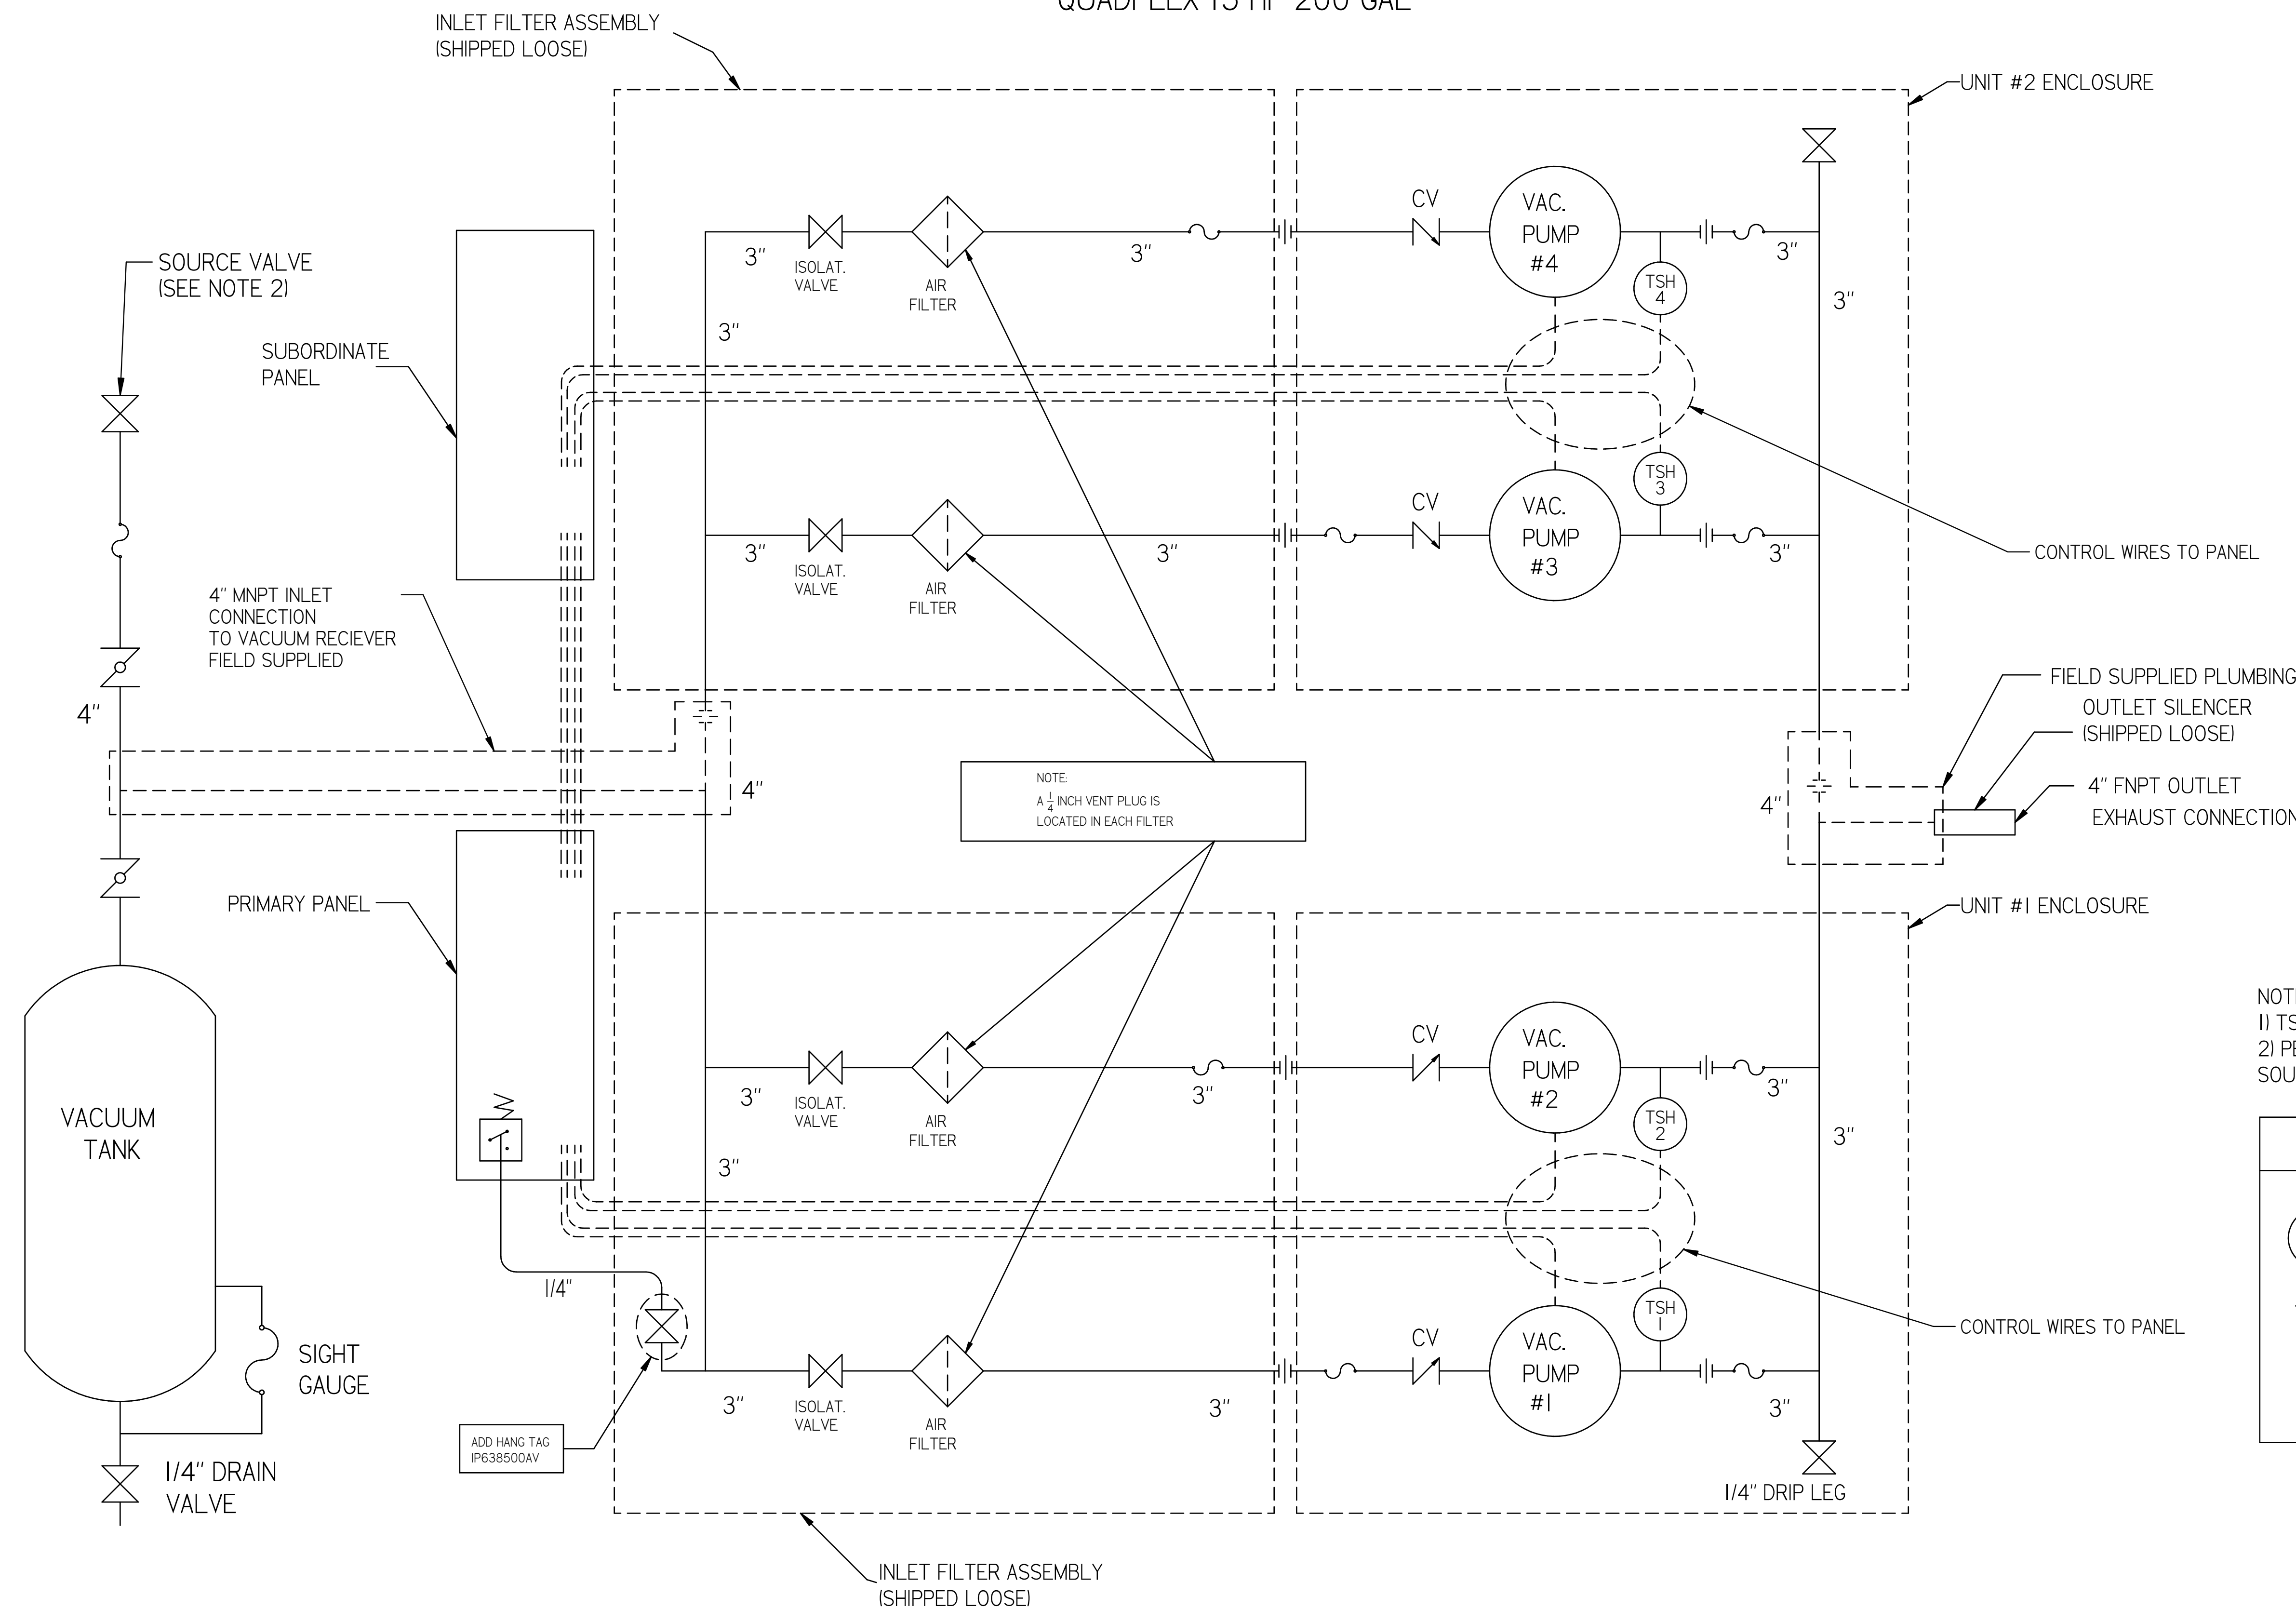 INLET FILTER ASSEMBLY
(SHIPPED LOOSE)
UNIT #2 ENCLOSURE
SOURCE VALVE
(SEE NOTE 2)
SUBORDINATE
PANEL
3"
ISOLAT.
VALVE
AIR
FILTER
3"
CV
VAC.
PUMP
#4
TSH
4
3"
3"
3"
3"
ISOLAT.
VALVE
AIR
FILTER
3"
CV
VAC.
PUMP
#3
TSH
3
3"
CONTROL WIRES TO PANEL
4" MNPT INLET
CONNECTION
TO VACUUM RECIEVER
FIELD SUPPLIED
4"
4"
NOTE:
A 1/4 INCH VENT PLUG IS
LOCATED IN EACH FILTER
FIELD SUPPLIED PLUMBING
OUTLET SILENCER
(SHIPPED LOOSE)
4" FNPT OUTLET
EXHAUST CONNECTION
4"
PRIMARY PANEL
UNIT #1 ENCLOSURE
VACUUM
TANK
3"
ISOLAT.
VALVE
AIR
FILTER
3"
CV
VAC.
PUMP
#2
TSH
2
3"
3"
3"
1/4"
3"
ISOLAT.
VALVE
AIR
FILTER
3"
CV
VAC.
PUMP
#1
TSH
1
3"
CONTROL WIRES TO PANEL
SIGHT
GAUGE
ADD HANG TAG
IP638500AV
1/4" DRAIN
VALVE
1/4" DRIP LEG
INLET FILTER ASSEMBLY
(SHIPPED LOOSE)
1)
2)